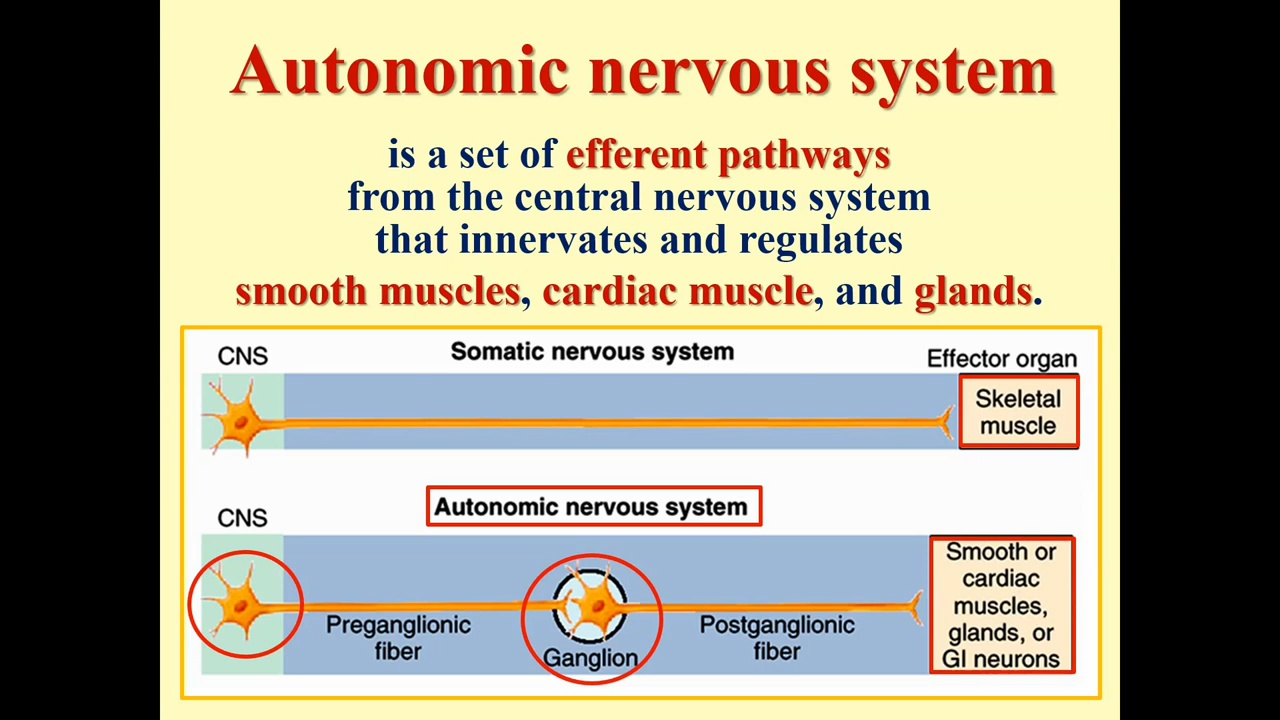 Autonomic nervous system
is a set of efferent pathways
from the central nervous system
that innervates and regulates
smooth muscles, cardiac muscle, and glands.
CNS
Somatic nervous system
Effector organ
Skeletal
muscle
CNS
Autonomic nervous system
Preganglionic
fiber
Ganglion
Postganglionic
fiber
Smooth or
cardiac
muscles,
glands, or
GI neurons